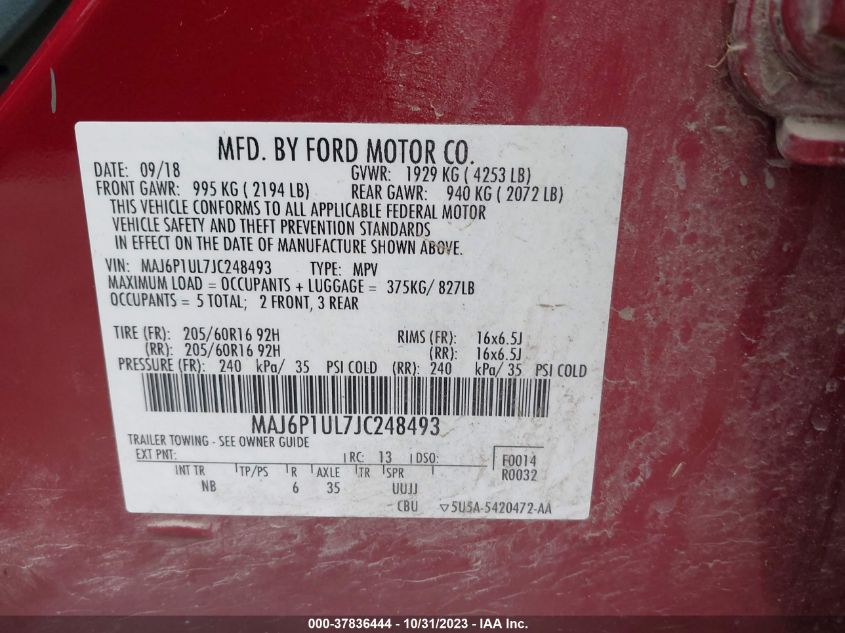 MFD. BY FORD MOTOR CO.
DATE: 09/18 GVWR: 1929 KG ( 4253 LB)
FRONT GAWR: 995 KG ( 2194 LB) REAR GAWR: 940 KG ( 2072 LB)
THIS VEHICLE CONFORMS TO ALL APPLICABLE FEDERAL MOTOR
VEHICLE SAFETY AND THEFT PREVENTION STANDARDS
IN EFFECT ON THE DATE OF MANUFACTURE SHOWN ABOVE.
VIN: MAJ6P1UL7JC248493 TYPE: MPV
MAXIMUM LOAD = OCCUPANTS + LUGGAGE = 375KG/ 827LB
OCCUPANTS = 5 TOTAL; 2 FRONT, 3 REAR
TIRE (FR): 205/60R16 92H RIMS (FR): 16x6.5J
(RR): 205/60R16 92H (RR): 16x6.5J
PRESSURE (FR): 240 kPa/ 35 PSI COLD (RR): 240 kPa/ 35 PSI COLD
MAJ6P1UL7JC248493
TRAILER TOWING - SEE OWNER GUIDE
EXT PNT: RC: 13 DSO: F0014
R0032
INT TR TP/PS R AXLE TR SPR
NB 6 35 UUJJ
CBU ▽5U5A-5420472-AA
000-37836444 - 10/31/2023 - IAA Inc.